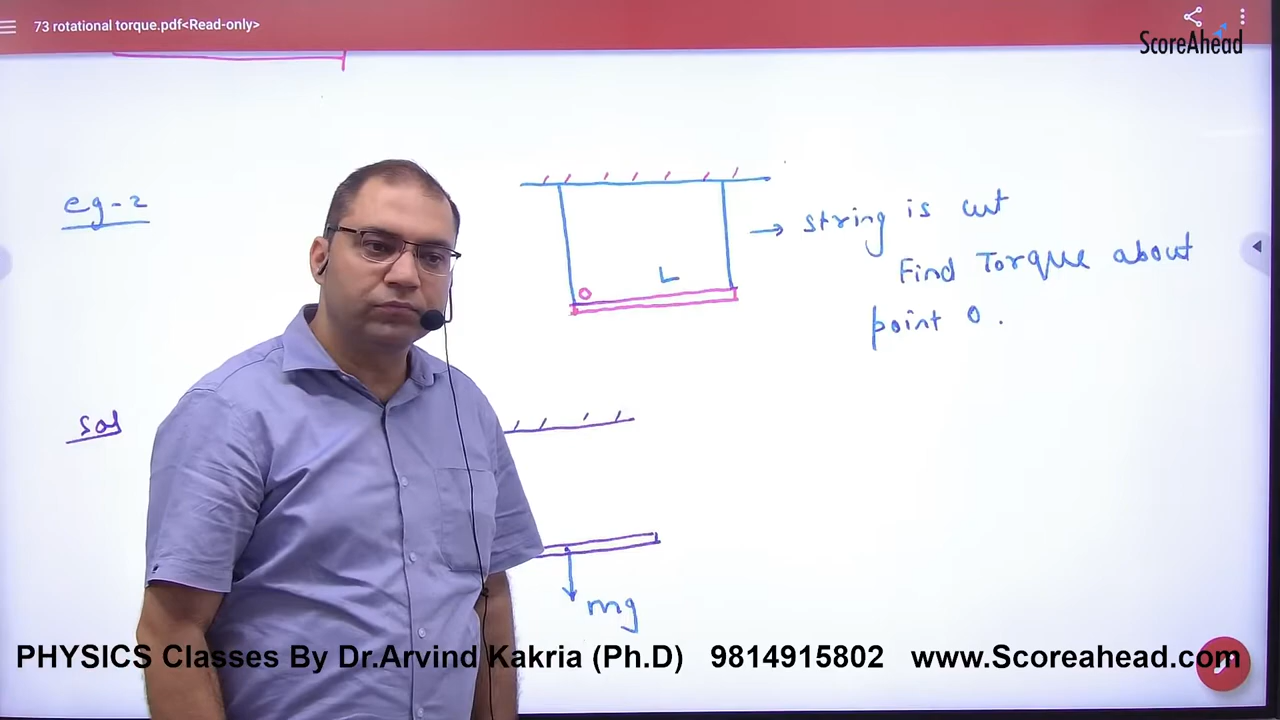 73 rotational torque.pdf<Read-only>
ScoreAhead
eg-2
→ string is cut
Find Torque about
point O.
O
L
Sol
mg
PHYSICS Classes By Dr.Arvind Kakria (Ph.D) 9814915802 www.Scoreahead.com